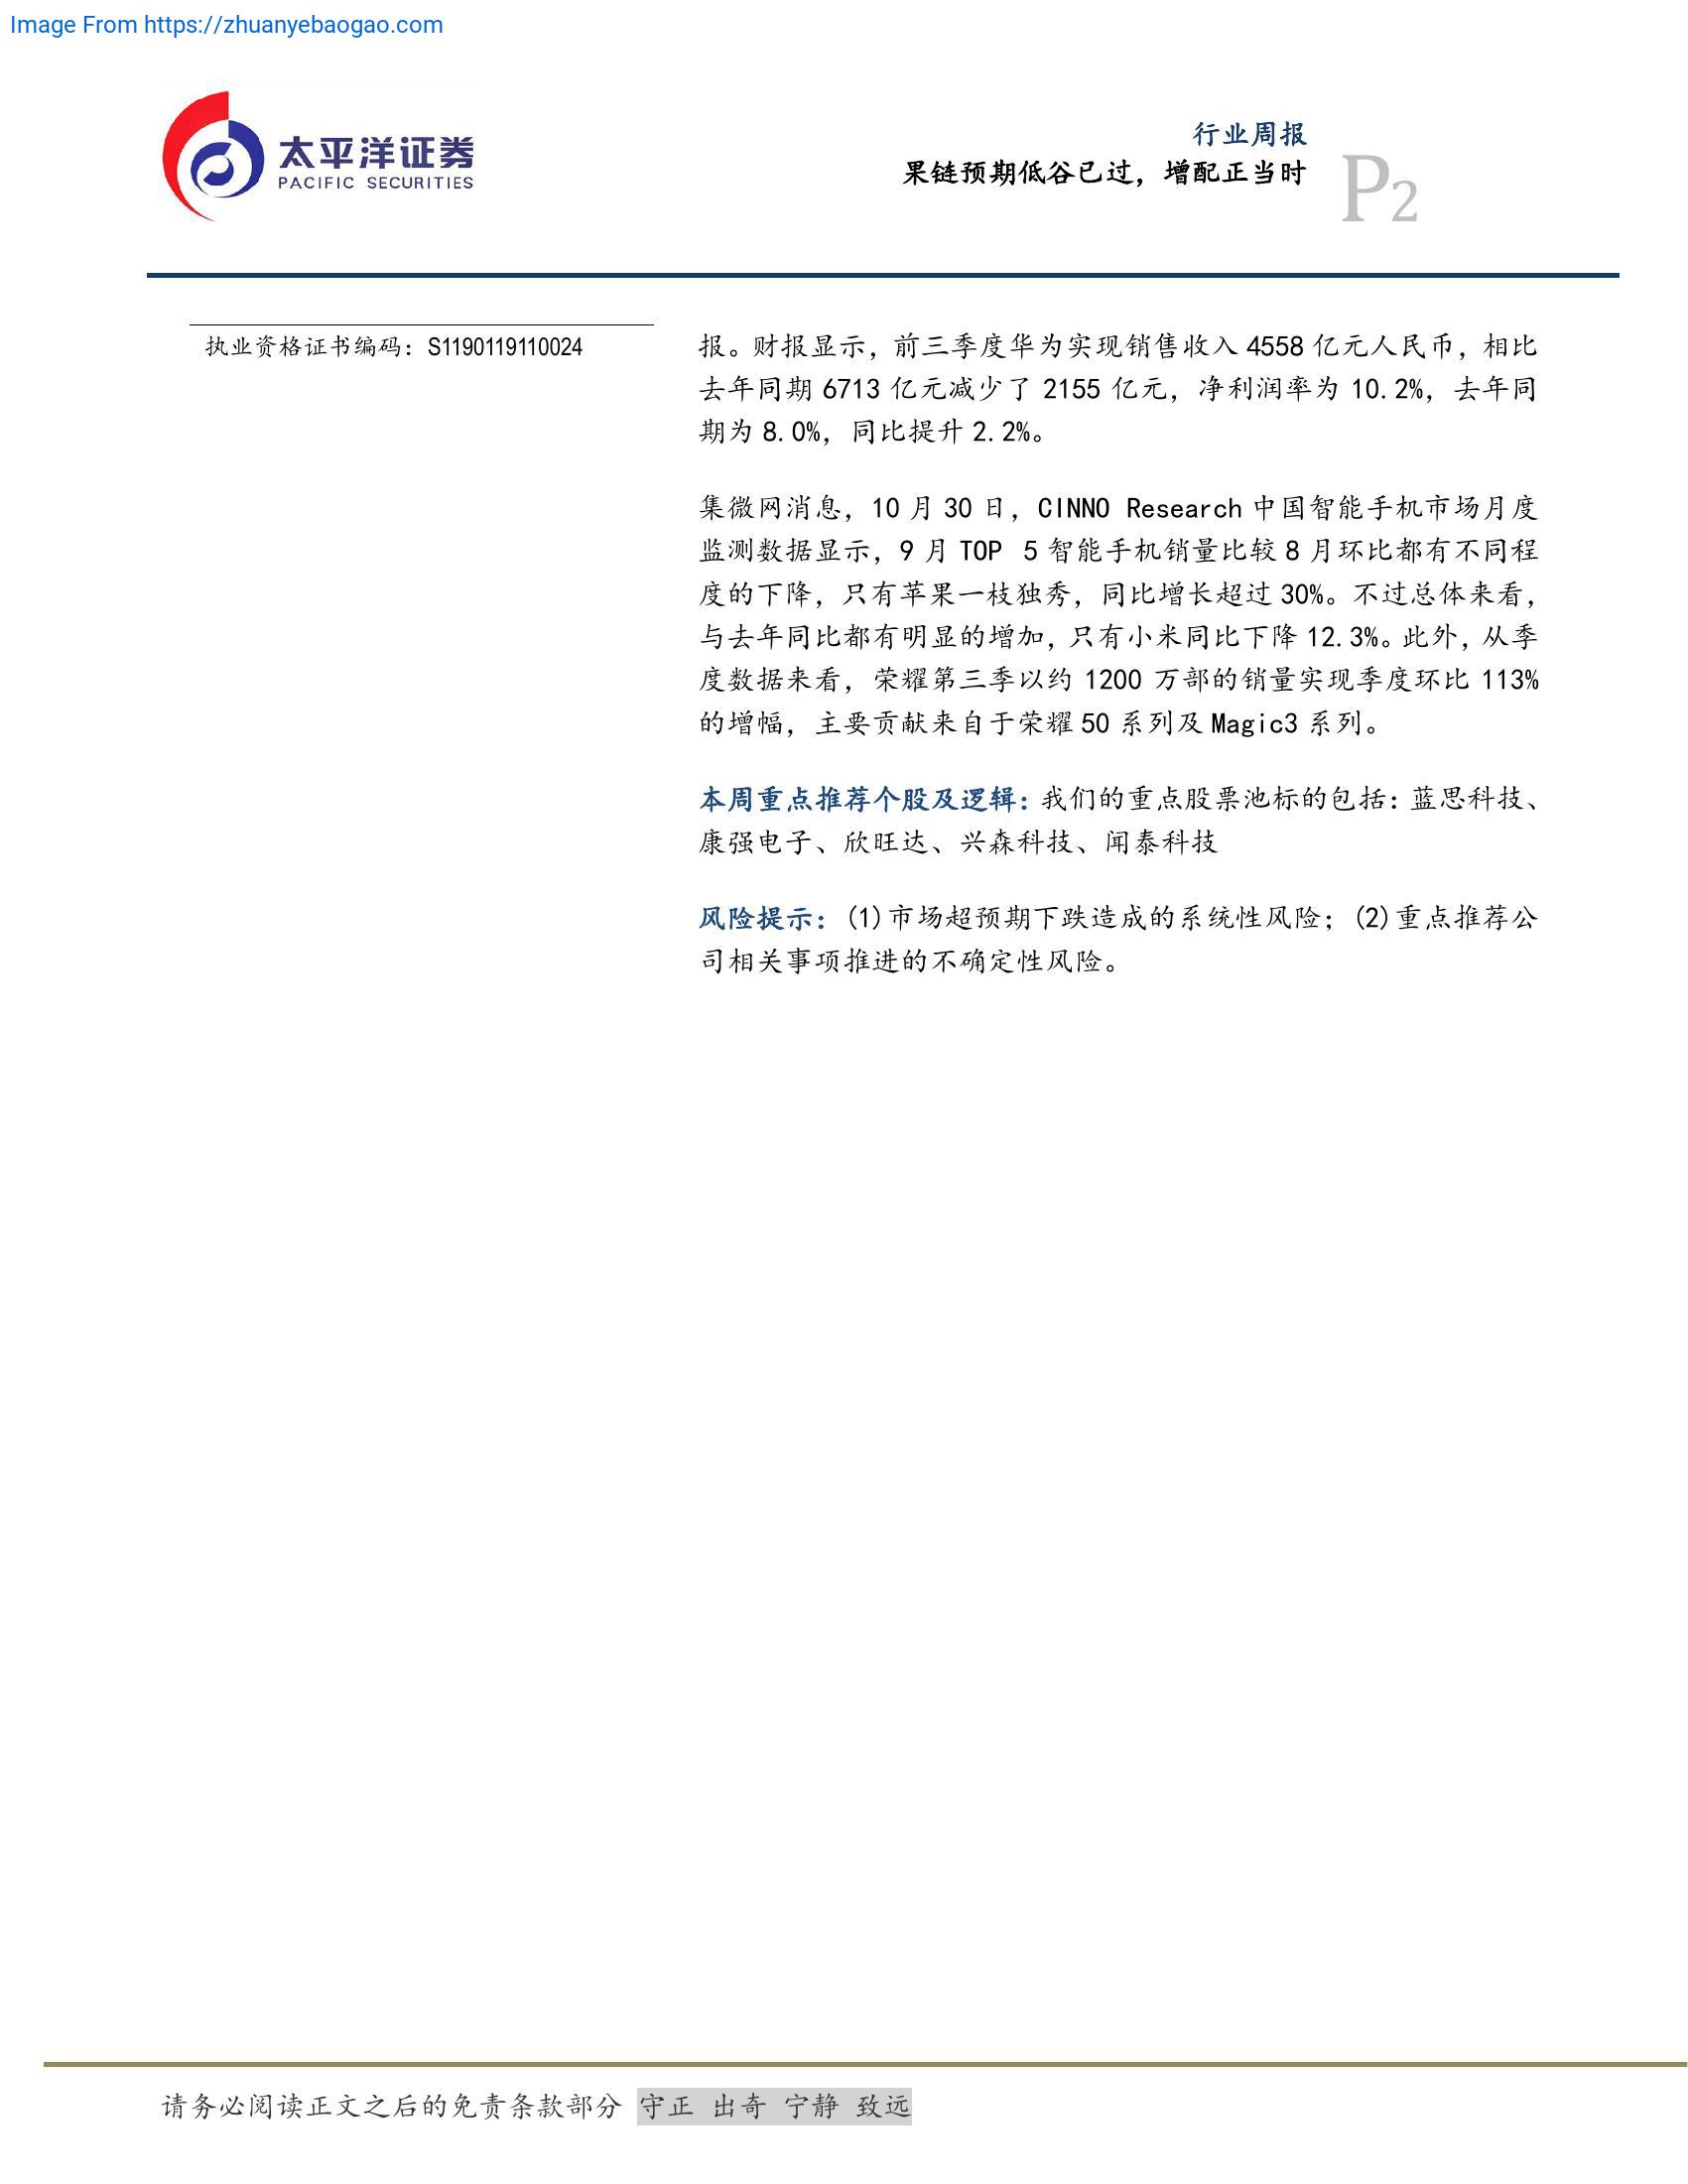 Image From https://zhuanyebaogao.com
太平洋证券
PACIFIC SECURITIES
行业周报
果链预期低谷已过，增配正当时
P2
执业资格证书编码：S1190119110024
报。财报显示，前三季度华为实现销售收入 4558 亿元人民币，相比
去年同期 6713 亿元减少了 2155 亿元，净利润率为 10.2%，去年同
期为 8.0%，同比提升 2.2%。
集微网消息，10 月 30 日，CINNO Research 中国智能手机市场月度
监测数据显示，9 月 TOP 5 智能手机销量比较 8 月环比都有不同程
度的下降，只有苹果一枝独秀，同比增长超过 30%。不过总体来看，
与去年同比都有明显的增加，只有小米同比下降 12.3%。此外，从季
度数据来看，荣耀第三季以约 1200 万部的销量实现季度环比 113%
的增幅，主要贡献来自于荣耀 50 系列及 Magic3 系列。
本周重点推荐个股及逻辑：我们的重点股票池标的包括：蓝思科技、
康强电子、欣旺达、兴森科技、闻泰科技
风险提示：(1)市场超预期下跌造成的系统性风险；(2)重点推荐公
司相关事项推进的不确定性风险。
请务必阅读正文之后的免责条款部分 守正 出奇 宁静 致远